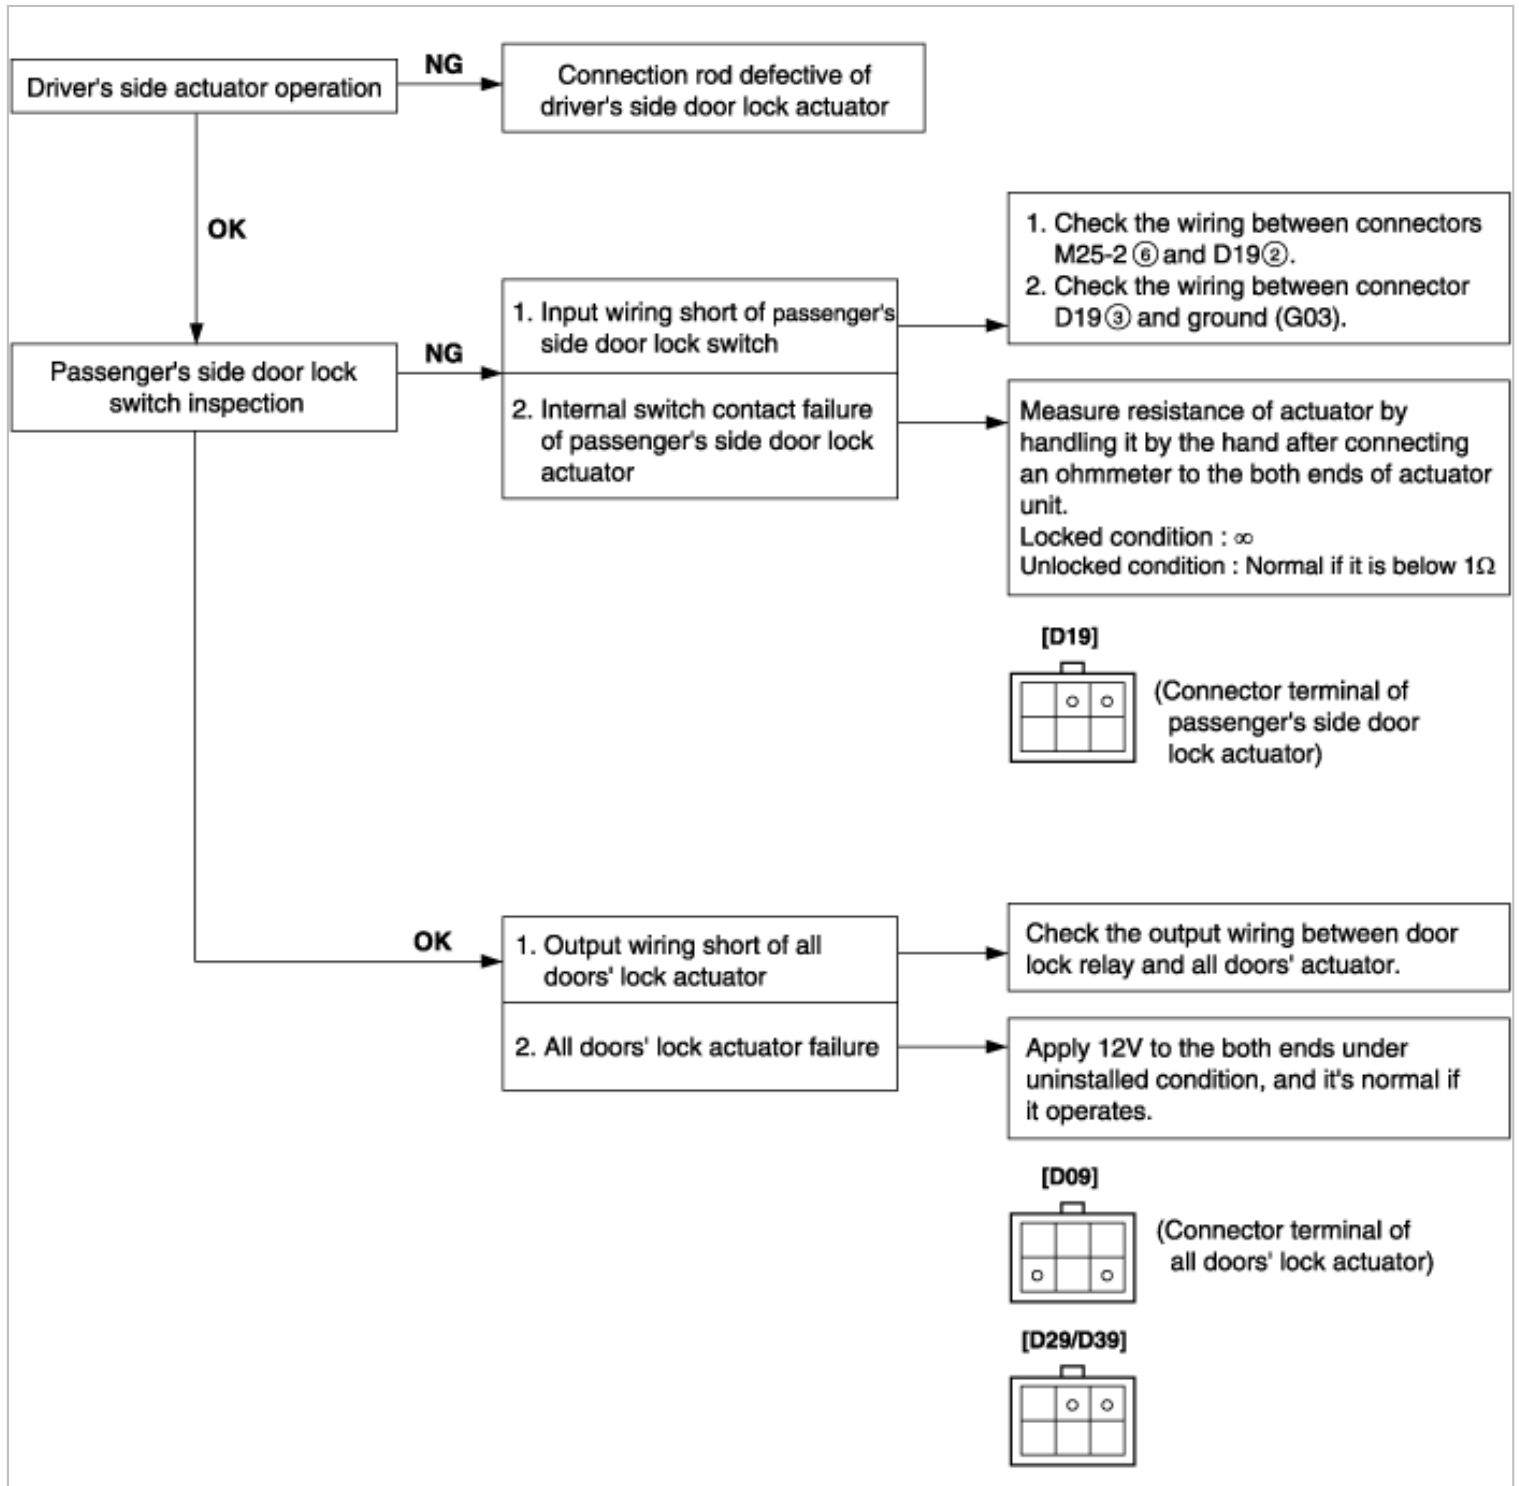 Driver's side actuator operation
NG
Connection rod defective of
driver's side door lock actuator
OK
Passenger's side door lock
switch inspection
NG
1. Input wiring short of passenger's
side door lock switch
2. Internal switch contact failure
of passenger's side door lock
actuator
1. Check the wiring between connectors
M25-2 ⑥ and D19②.
2. Check the wiring between connector
D19③ and ground (G03).
Measure resistance of actuator by
handling it by the hand after connecting
an ohmmeter to the both ends of actuator
unit.
Locked condition : ∞
Unlocked condition : Normal if it is below 1Ω
[D19]
(Connector terminal of
passenger's side door
lock actuator)
OK
1. Output wiring short of all
doors' lock actuator
2. All doors' lock actuator failure
Check the output wiring between door
lock relay and all doors' actuator.
Apply 12V to the both ends under
uninstalled condition, and it's normal if
it operates.
[D09]
(Connector terminal of
all doors' lock actuator)
[D29/D39]